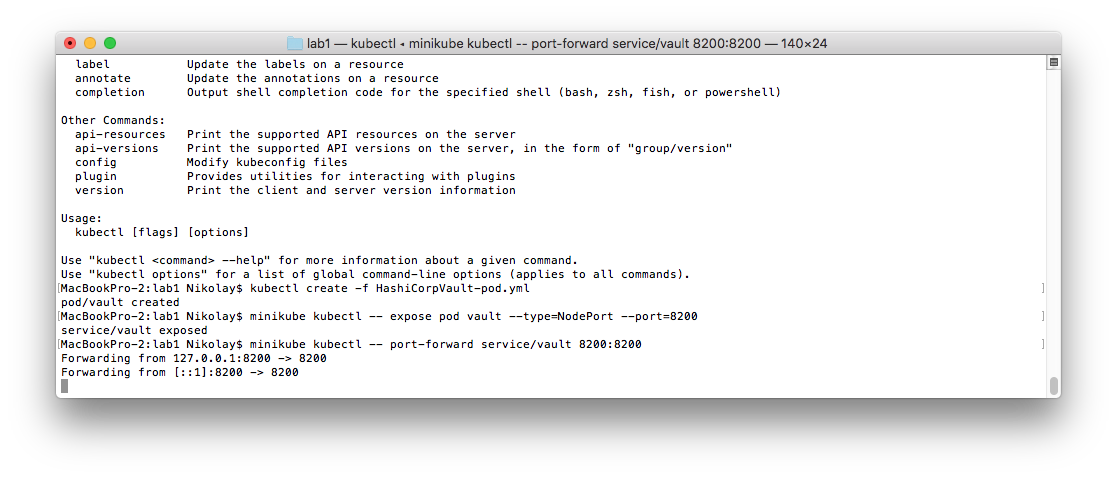 lab1 — kubectl ◂ minikube kubectl -- port-forward service/vault 8200:8200 — 140×24
label Update the labels on a resource
annotate Update the annotations on a resource
completion Output shell completion code for the specified shell (bash, zsh, fish, or powershell)
Other Commands:
api-resources Print the supported API resources on the server
api-versions Print the supported API versions on the server, in the form of "group/version"
config Modify kubeconfig files
plugin Provides utilities for interacting with plugins
version Print the client and server version information
Usage:
kubectl [flags] [options]
Use "kubectl <command> --help" for more information about a given command.
Use "kubectl options" for a list of global command-line options (applies to all commands).
[MacBookPro-2:lab1 Nikolay$ kubectl create -f HashiCorpVault-pod.yml ]
pod/vault created
[MacBookPro-2:lab1 Nikolay$ minikube kubectl -- expose pod vault --type=NodePort --port=8200 ]
service/vault exposed
[MacBookPro-2:lab1 Nikolay$ minikube kubectl -- port-forward service/vault 8200:8200 ]
Forwarding from 127.0.0.1:8200 -> 8200
Forwarding from [::1]:8200 -> 8200